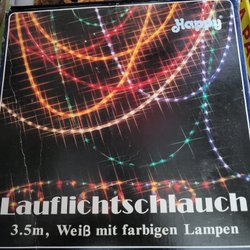 Happy
Lauflichtschlauch
3.5m, Weiß mit farbigen Lampen